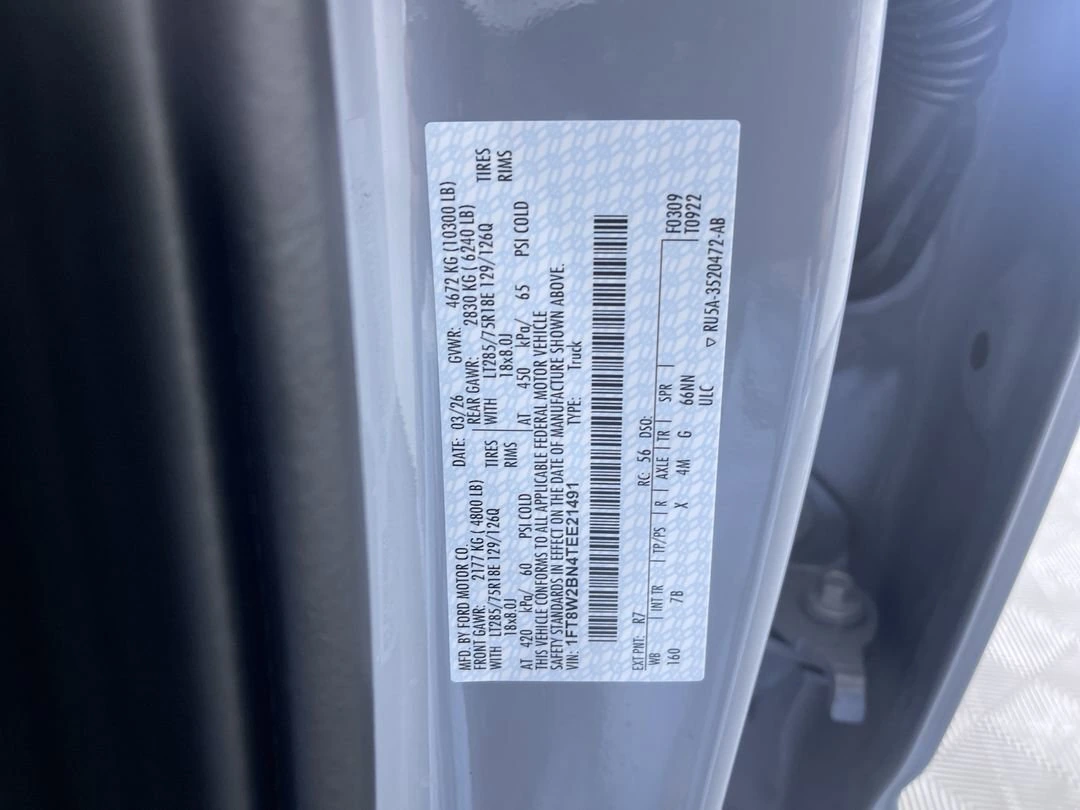 MFD. BY FORD MOTOR CO. DATE: 03/26 GVWR: 4672 KG (10300 LB)
FRONT GAWR: 2177 KG ( 4800 LB) REAR GAWR: 2830 KG ( 6240 LB)
WITH LT285/75R18E 129/126Q TIRES WITH LT285/75R18E 129/126Q TIRES
18x8.0J RIMS 18x8.0J RIMS
AT 420 kPa/ 60 PSI COLD AT 450 kPa/ 65 PSI COLD
THIS VEHICLE CONFORMS TO ALL APPLICABLE FEDERAL MOTOR VEHICLE
SAFETY STANDARDS IN EFFECT ON THE DATE OF MANUFACTURE SHOWN ABOVE.
VIN: 1FT8W2BN4TEE21491 TYPE: Truck
EXT PNT: R7 RC: 56 DSO: F0309
WB INT TR TP/PS R AXLE TR SPR T0922
160 7B X 4M G 66NN
ULC ▽ RU5A-3520472-AB